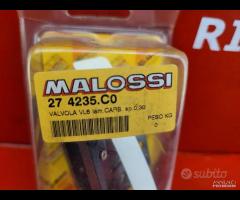 RI
MALOSSI
27 4235.C0
VALVOLA VL6 lam.CARB. sp.0,30
PESO KG
0
subito